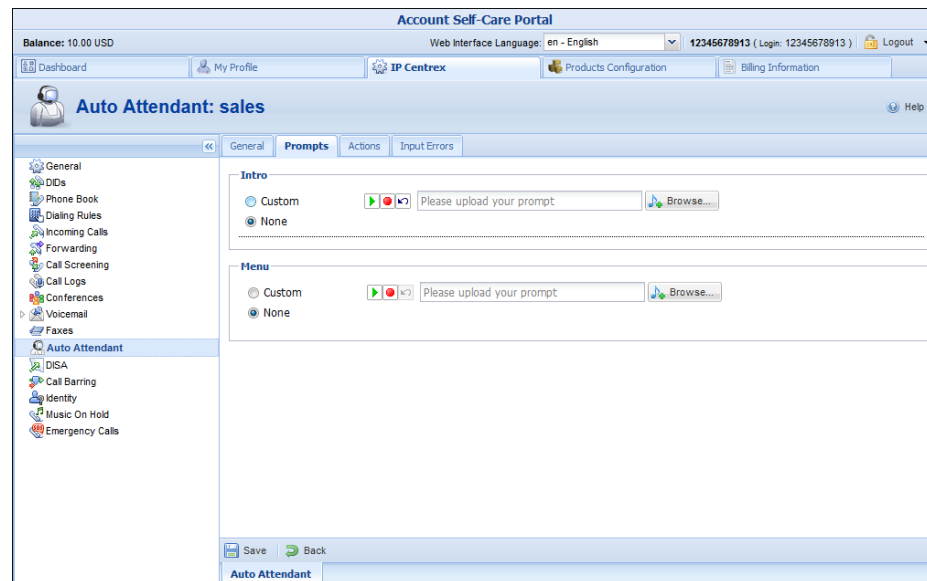 Account Self-Care Portal
Balance: 10.00 USD Web Interface Language: en - English 12345678913 ( Login: 12345678913 ) Logout
Dashboard My Profile IP Centrex Products Configuration Billing Information
Auto Attendant: sales Help
General Prompts Actions Input Errors
General
DIDs
Phone Book
Dialing Rules
Incoming Calls
Forwarding
Call Screening
Call Logs
Conferences
Voicemail
Faxes
Auto Attendant
DISA
Call Barring
Identity
Music On Hold
Emergency Calls
Intro
Custom Please upload your prompt Browse...
None
Menu
Custom Please upload your prompt Browse...
None
Save Back
Auto Attendant